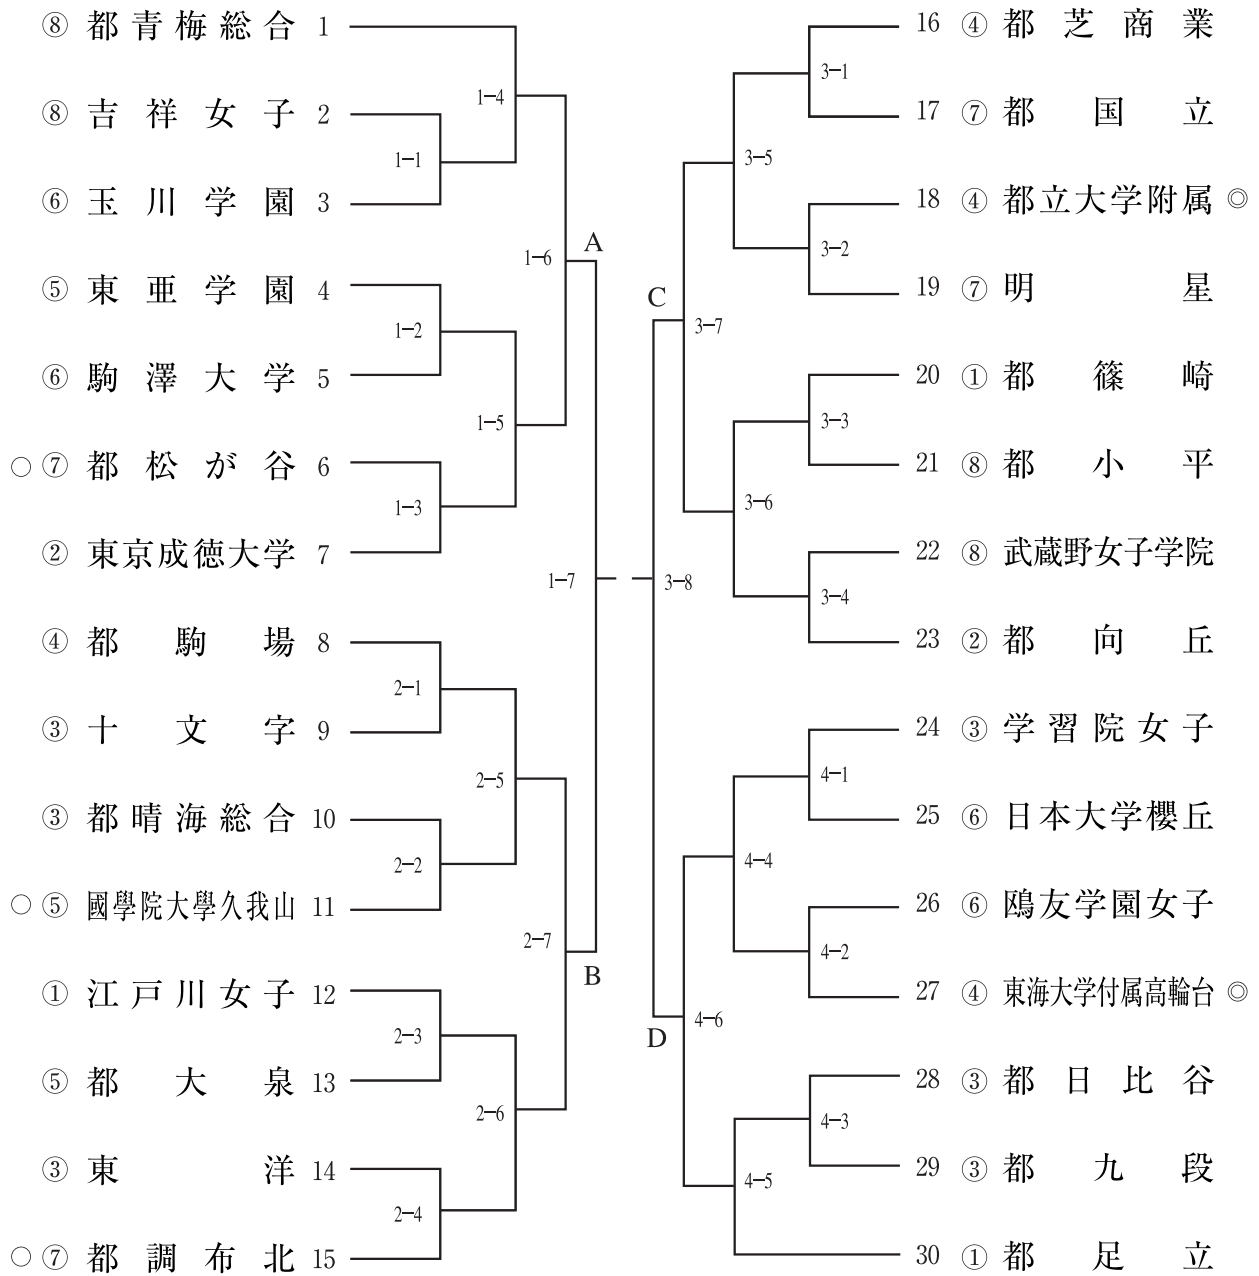 ⑧ 都青梅総合 1
1-4
⑧ 吉祥女子 2
1-1
⑥ 玉川学園 3
1-6
A
⑤ 東亜学園 4
1-2
⑥ 駒澤大学 5
1-5
○ ⑦ 都松が谷 6
1-3
② 東京成徳大学 7
1-7
④ 都駒場 8
2-1
③ 十文字 9
2-5
③ 都晴海総合 10
2-2
○ ⑤ 國學院大學久我山 11
2-7
B
① 江戸川女子 12
2-3
⑤ 都大泉 13
2-6
③ 東洋 14
2-4
○ ⑦ 都調布北 15
16 ④ 都芝商業
3-1
17 ⑦ 都国立
3-5
18 ④ 都立大学附属 ◎
3-2
19 ⑦ 明星
C
3-7
20 ① 都篠崎
3-3
21 ⑧ 都小平
3-6
22 ⑧ 武蔵野女子学院
3-4
23 ② 都向丘
3-8
24 ③ 学習院女子
4-1
25 ⑥ 日本大学櫻丘
4-4
26 ⑥ 鴎友学園女子
4-2
27 ④ 東海大学付属高輪台 ◎
D
4-6
28 ③ 都日比谷
4-3
29 ③ 都九段
4-5
30 ① 都足立